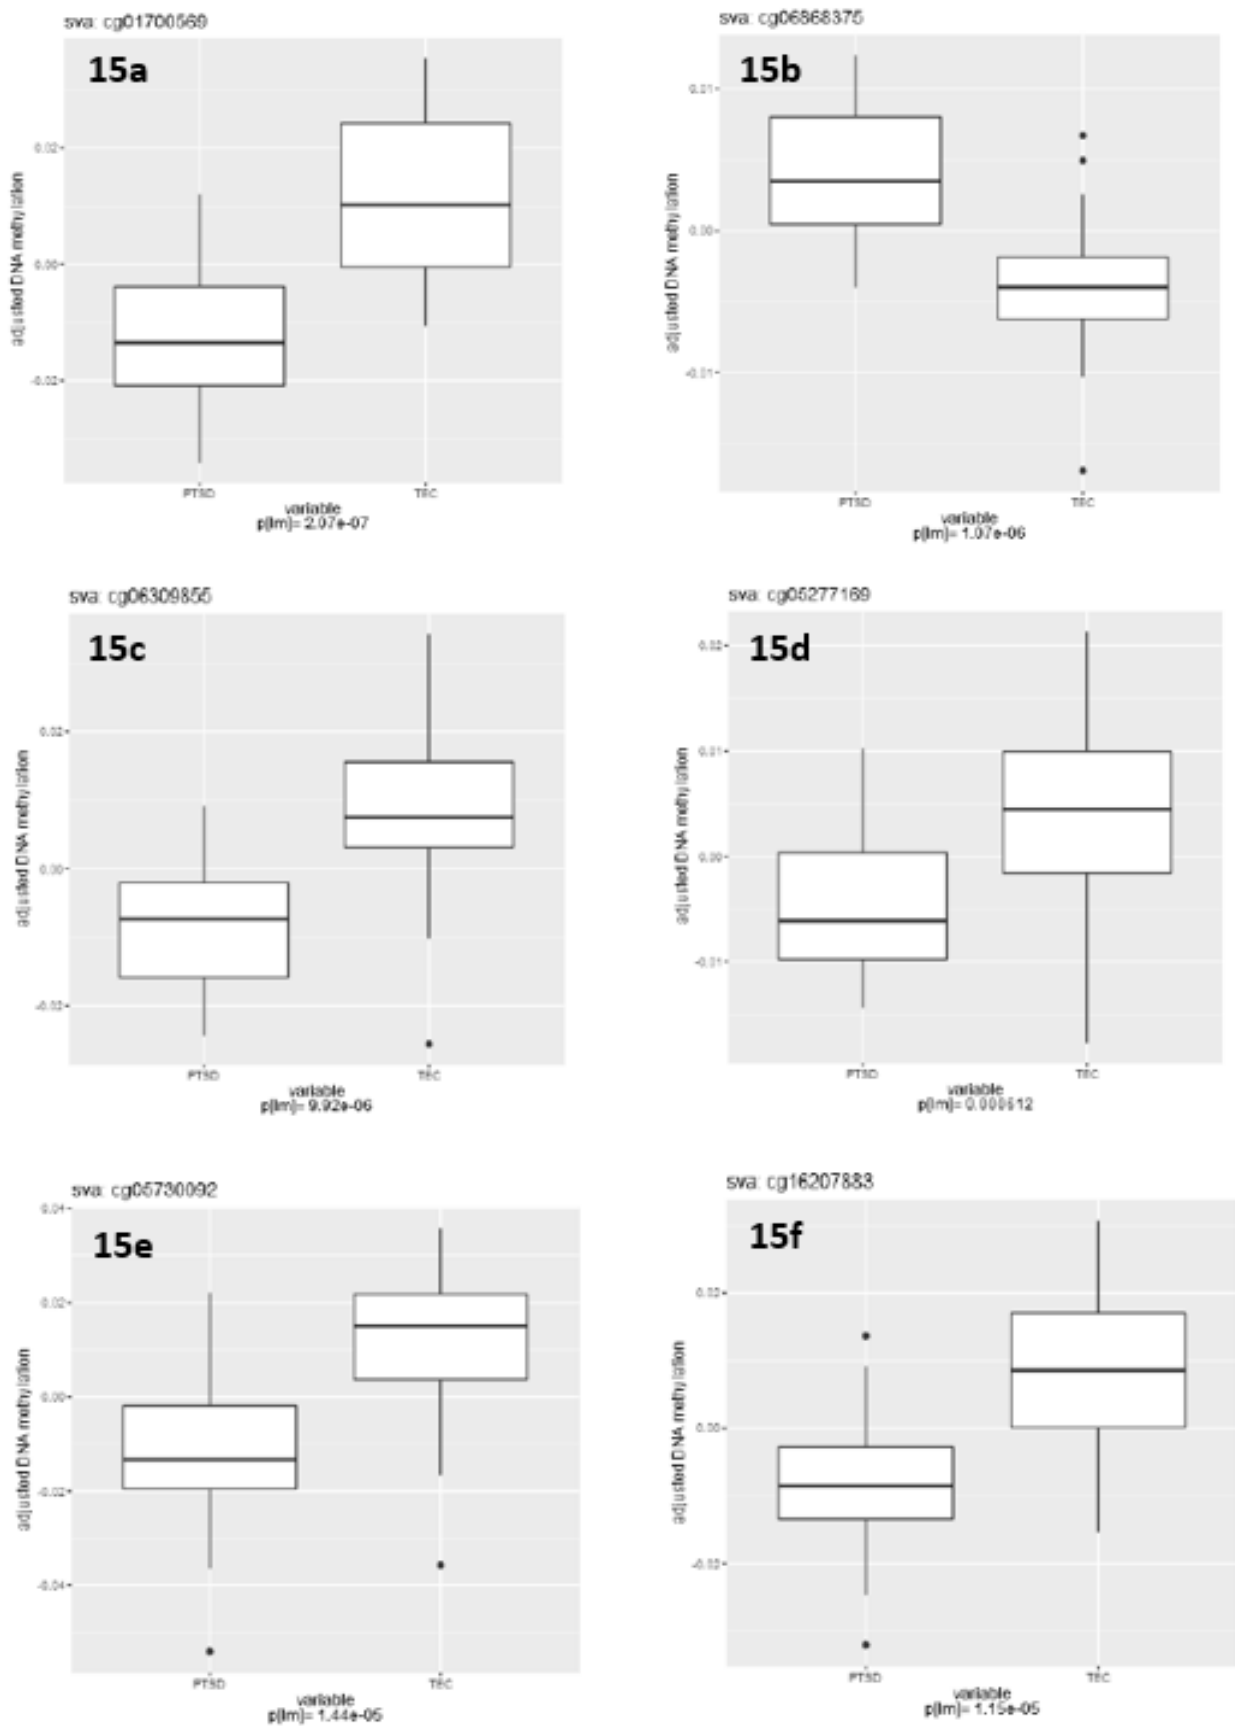 sva: cg01700569
15a
0.02
0.00
-0.02
adjusted DNA methylation
PTSD TEC
variable
p[lm]= 2.07e-07
sva: cg06868375
15b
0.01
0.00
-0.01
adjusted DNA methylation
PTSD TEC
variable
p[lm]= 1.07e-06
sva: cg06309855
15c
0.02
0.00
-0.02
adjusted DNA methylation
PTSD TEC
variable
p[lm]= 9.92e-06
sva: cg05277169
15d
0.02
0.01
0.00
-0.01
adjusted DNA methylation
PTSD TEC
variable
p[lm]= 0.000612
sva: cg05730092
15e
0.04
0.02
0.00
-0.02
-0.04
adjusted DNA methylation
PTSD TEC
variable
p[lm]= 1.44e-05
sva: cg16207883
15f
0.02
0.00
-0.02
adjusted DNA methylation
PTSD TEC
variable
p[lm]= 1.15e-05